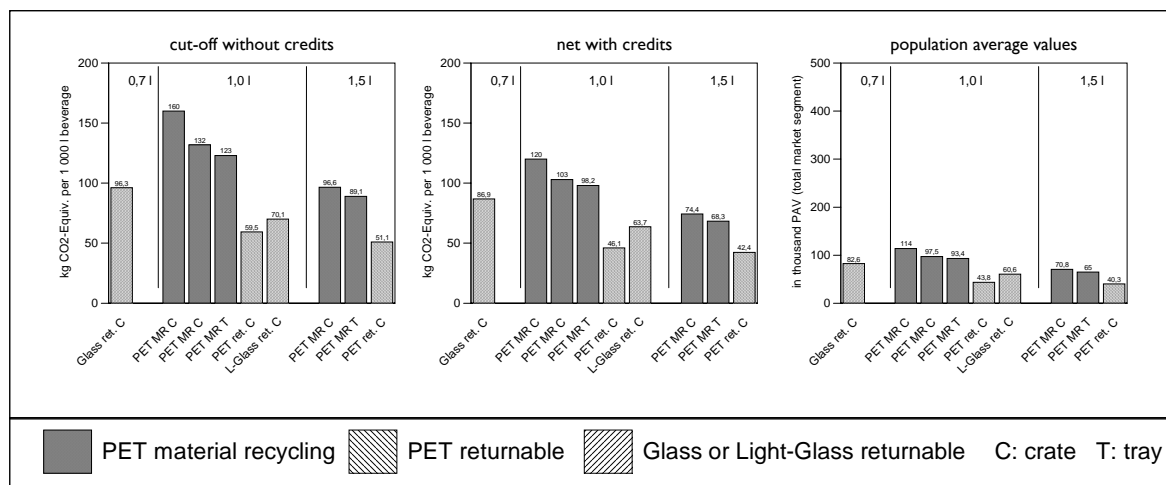 cut-off without credits
kg CO2-Equiv. per 1 000 l beverage
200
150
100
50
0
0,7 l
1,0 l
1,5 l
96,3
160
132
123
59,5
70,1
96,6
89,1
51,1
Glass ret. C
PET MR C
PET MR C
PET MR T
PET ret. C
L-Glass ret. C
PET MR C
PET MR T
PET ret. C
net with credits
kg CO2-Equiv. per 1 000 l beverage
200
150
100
50
0
0,7 l
1,0 l
1,5 l
86,9
120
103
98,2
46,1
63,7
74,4
68,3
42,4
Glass ret. C
PET MR C
PET MR C
PET MR T
PET ret. C
L-Glass ret. C
PET MR C
PET MR T
PET ret. C
population average values
in thousand PAV (total market segment)
500
400
300
200
100
0
0,7 l
1,0 l
1,5 l
82,6
114
97,5
93,4
43,8
60,6
70,8
65
40,3
Glass ret. C
PET MR C
PET MR C
PET MR T
PET ret. C
L-Glass ret. C
PET MR C
PET MR T
PET ret. C
PET material recycling
PET returnable
Glass or Light-Glass returnable
C: crate
T: tray